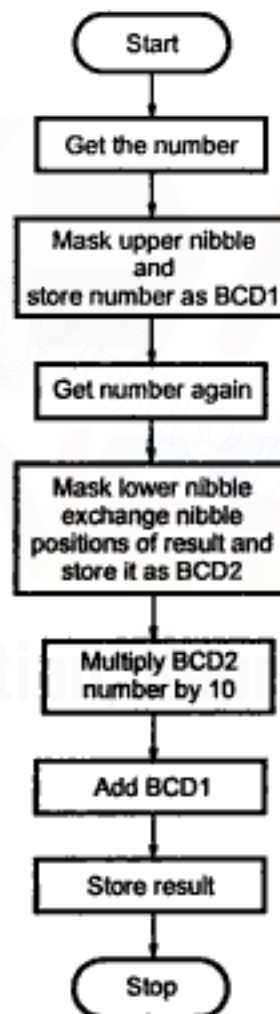 Start
Get the number
Mask upper nibble
and
store number as BCD1
Get number again
Mask lower nibble
exchange nibble
positions of result and
store it as BCD2
Multiply BCD2
number by 10
Add BCD1
Store result
Stop